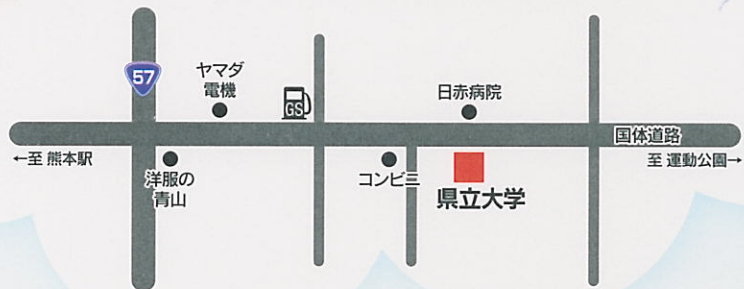 57
ヤマダ
電機
GS
日赤病院
国体道路
←至 熊本駅
至 運動公園→
洋服の
青山
コンビニ
県立大学